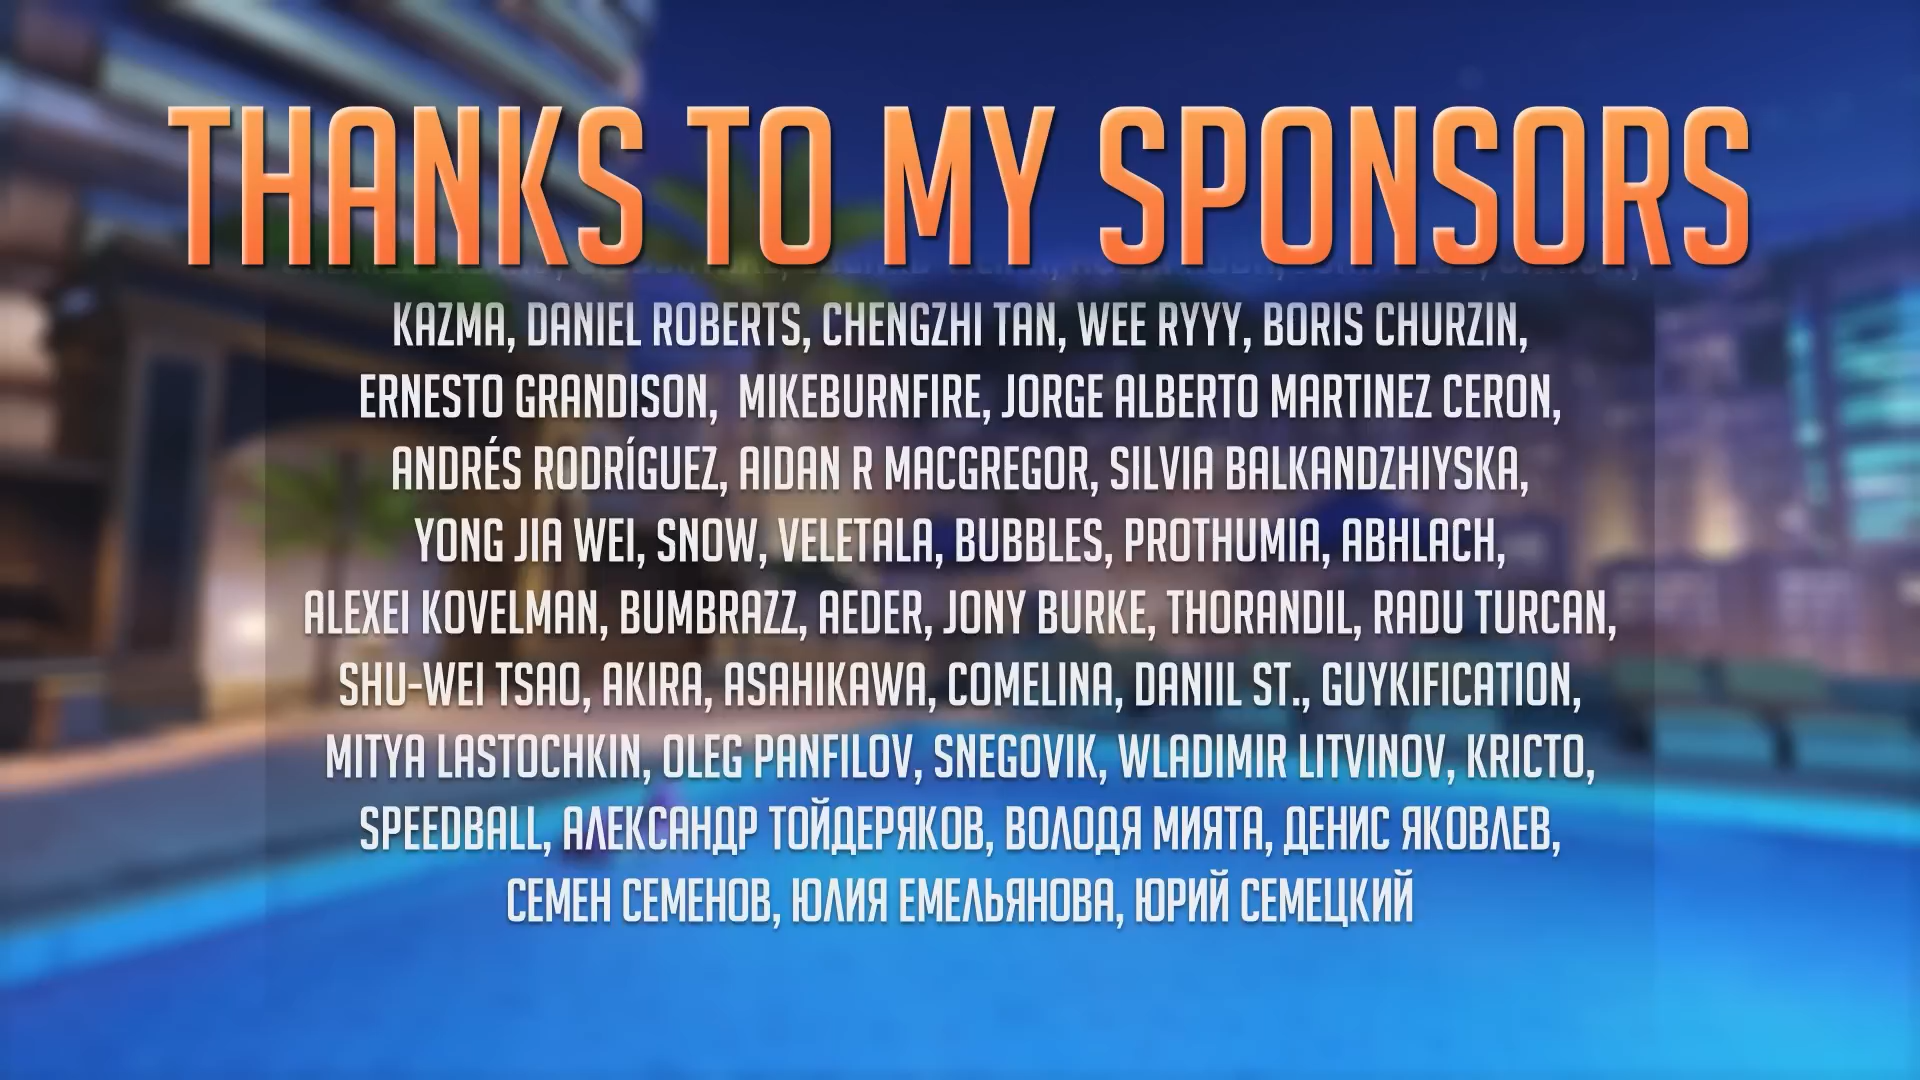 THANKS TO MY SPONSORS
KAZMA, DANIEL ROBERTS, CHENGZHI TAN, WEE RYYY, BORIS CHURZIN,
ERNESTO GRANDISON, MIKEBURNFIRE, JORGE ALBERTO MARTINEZ CERON,
ANDRÉS RODRÍGUEZ, AIDAN R MACGREGOR, SILVIA BALKANDZHIYSKA,
YONG JIA WEI, SNOW, VELETALA, BUBBLES, PROTHUMIA, ABHLACH,
ALEXEI KOVELMAN, BUMBRAZZ, AEDER, JONY BURKE, THORANDIL, RADU TURCAN,
SHU-WEI TSAO, AKIRA, ASAHIKAWA, COMELINA, DANIIL ST., GUYKIFICATION,
MITYA LASTOCHKIN, OLEG PANFILOV, SNEGOVIK, WLADIMIR LITVINOV, KRICTO,
SPEEDBALL, АЛЕКСАНДР ТОЙДЕРЯКОВ, ВОЛОДЯ МИЯТА, ДЕНИС ЯКОВЛЕВ,
СЕМЕН СЕМЕНОВ, ЮЛИЯ ЕМЕЛЬЯНОВА, ЮРИЙ СЕМЕЦКИЙ